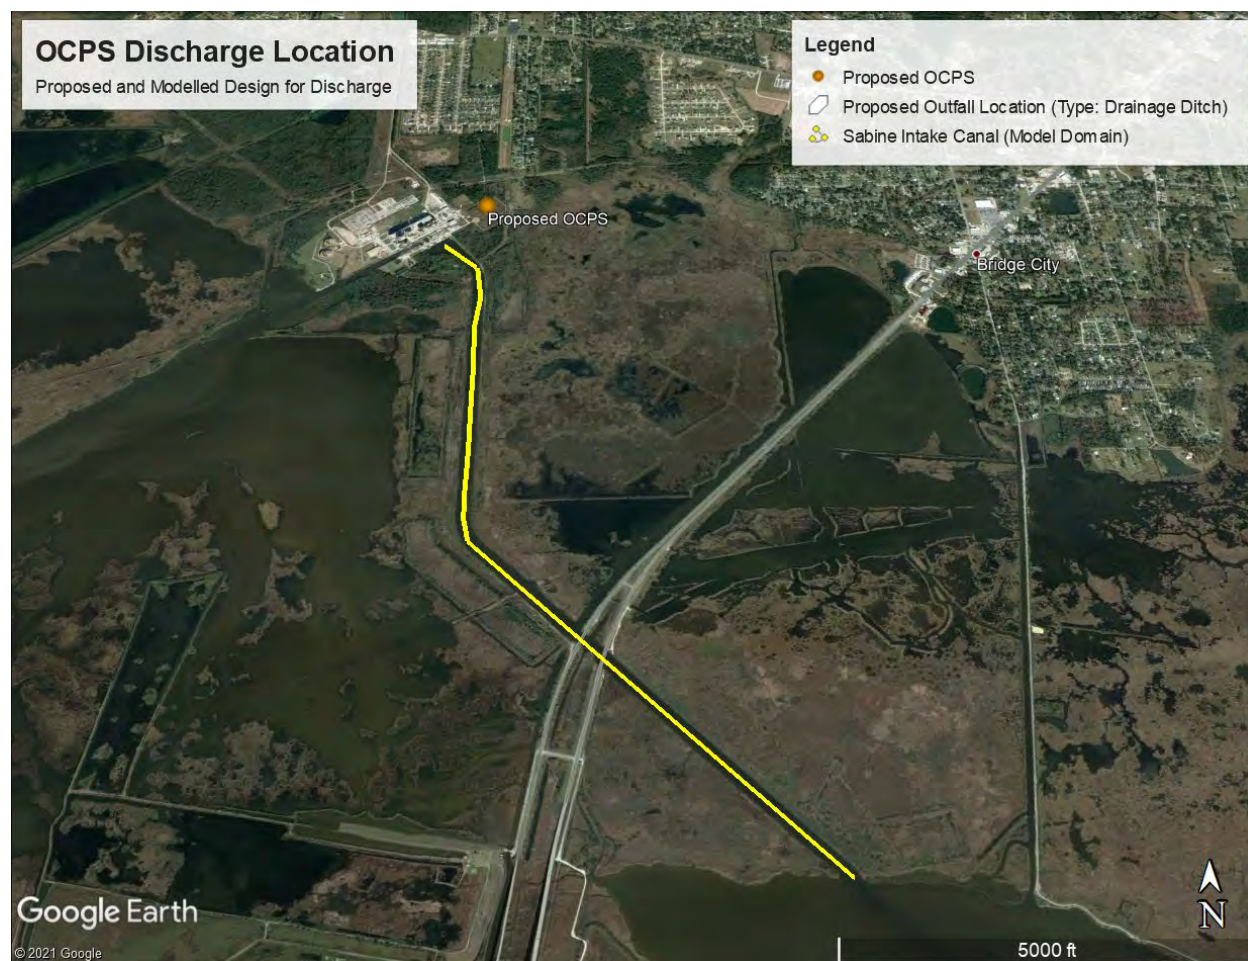 OCPS Discharge Location
Proposed and Modelled Design for Discharge
Legend
Proposed OCPS
Proposed Outfall Location (Type: Drainage Ditch)
Sabine Intake Canal (Model Domain)
Proposed OCPS
Bridge City
N
Google Earth
© 2021 Google
5000 ft